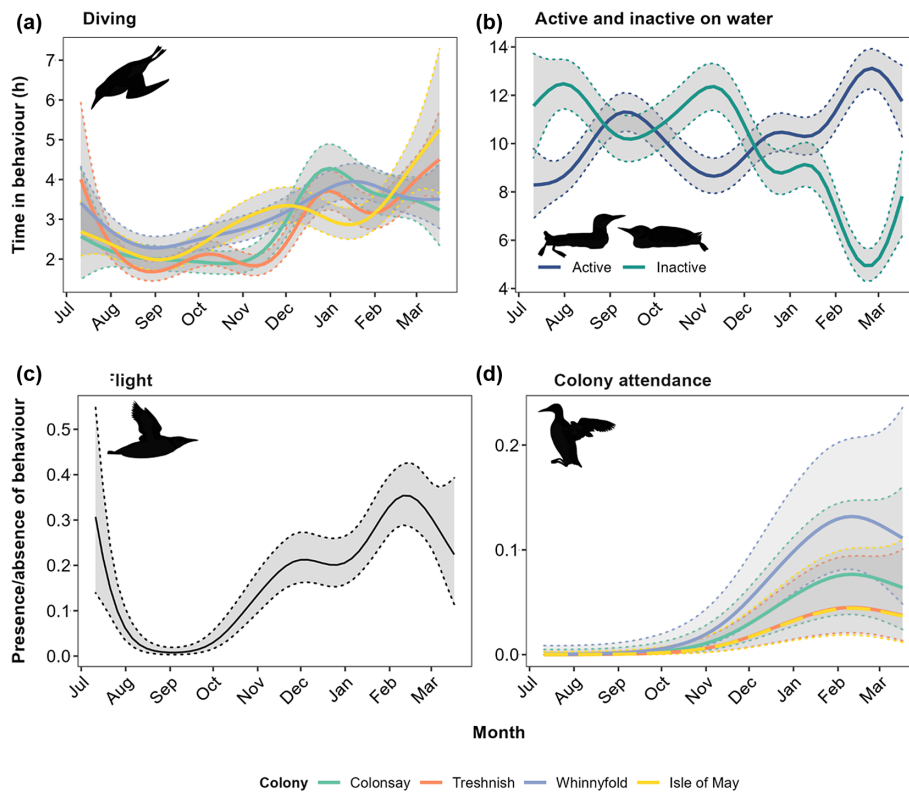 (a) Diving
Time in behaviour (h)
7
6
5
4
3
2
Jul Aug Sep Oct Nov Dec Jan Feb Mar
(b) Active and inactive on water
14
12
10
8
6
4
Active Inactive
Jul Aug Sep Oct Nov Dec Jan Feb Mar
(c) light
Presence/absence of behaviour
0.5
0.4
0.3
0.2
0.1
0.0
Jul Aug Sep Oct Nov Dec Jan Feb Mar
(d) Colony attendance
0.2
0.1
0.0
Jul Aug Sep Oct Nov Dec Jan Feb Mar
Month
Colony Colonsay Treshnish Whinnyfold Isle of May